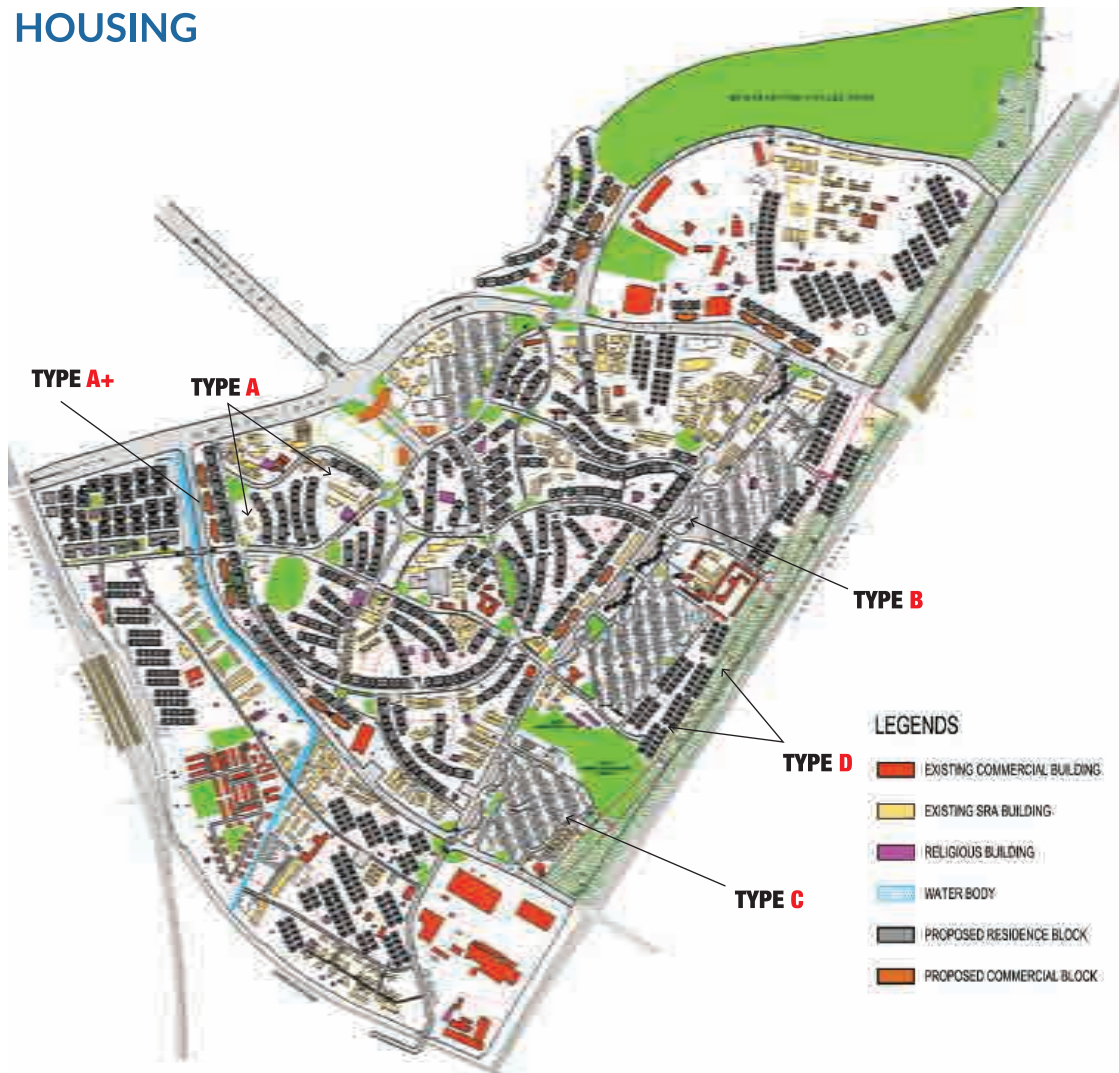 HOUSING
TYPE A+
TYPE A
TYPE B
TYPE D
TYPE C
LEGENDS
EXISTING COMMERCIAL BUILDING
EXISTING SRA BUILDING
RELIGIOUS BUILDING
WATER BODY
PROPOSED RESIDENCE BLOCK
PROPOSED COMMERCIAL BLOCK